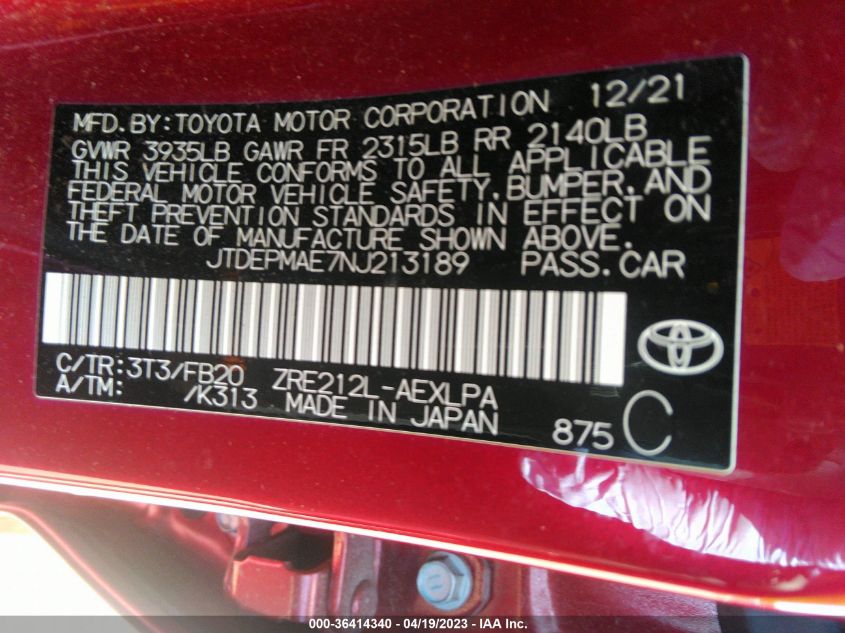 MFD. BY: TOYOTA MOTOR CORPORATION 12/21
GVWR 3935LB GAWR FR 2315LB RR 2140LB
THIS VEHICLE CONFORMS TO ALL APPLICABLE
FEDERAL MOTOR VEHICLE SAFETY, BUMPER, AND
THEFT PREVENTION STANDARDS IN EFFECT ON
THE DATE OF MANUFACTURE SHOWN ABOVE.
JTDEPMAE7NJ213189 PASS. CAR
C/TR: 3T3/FB20 ZRE212L-AEXLPA
A/TM: /K313 MADE IN JAPAN
875 C
000-36414340 - 04/19/2023 - IAA Inc.